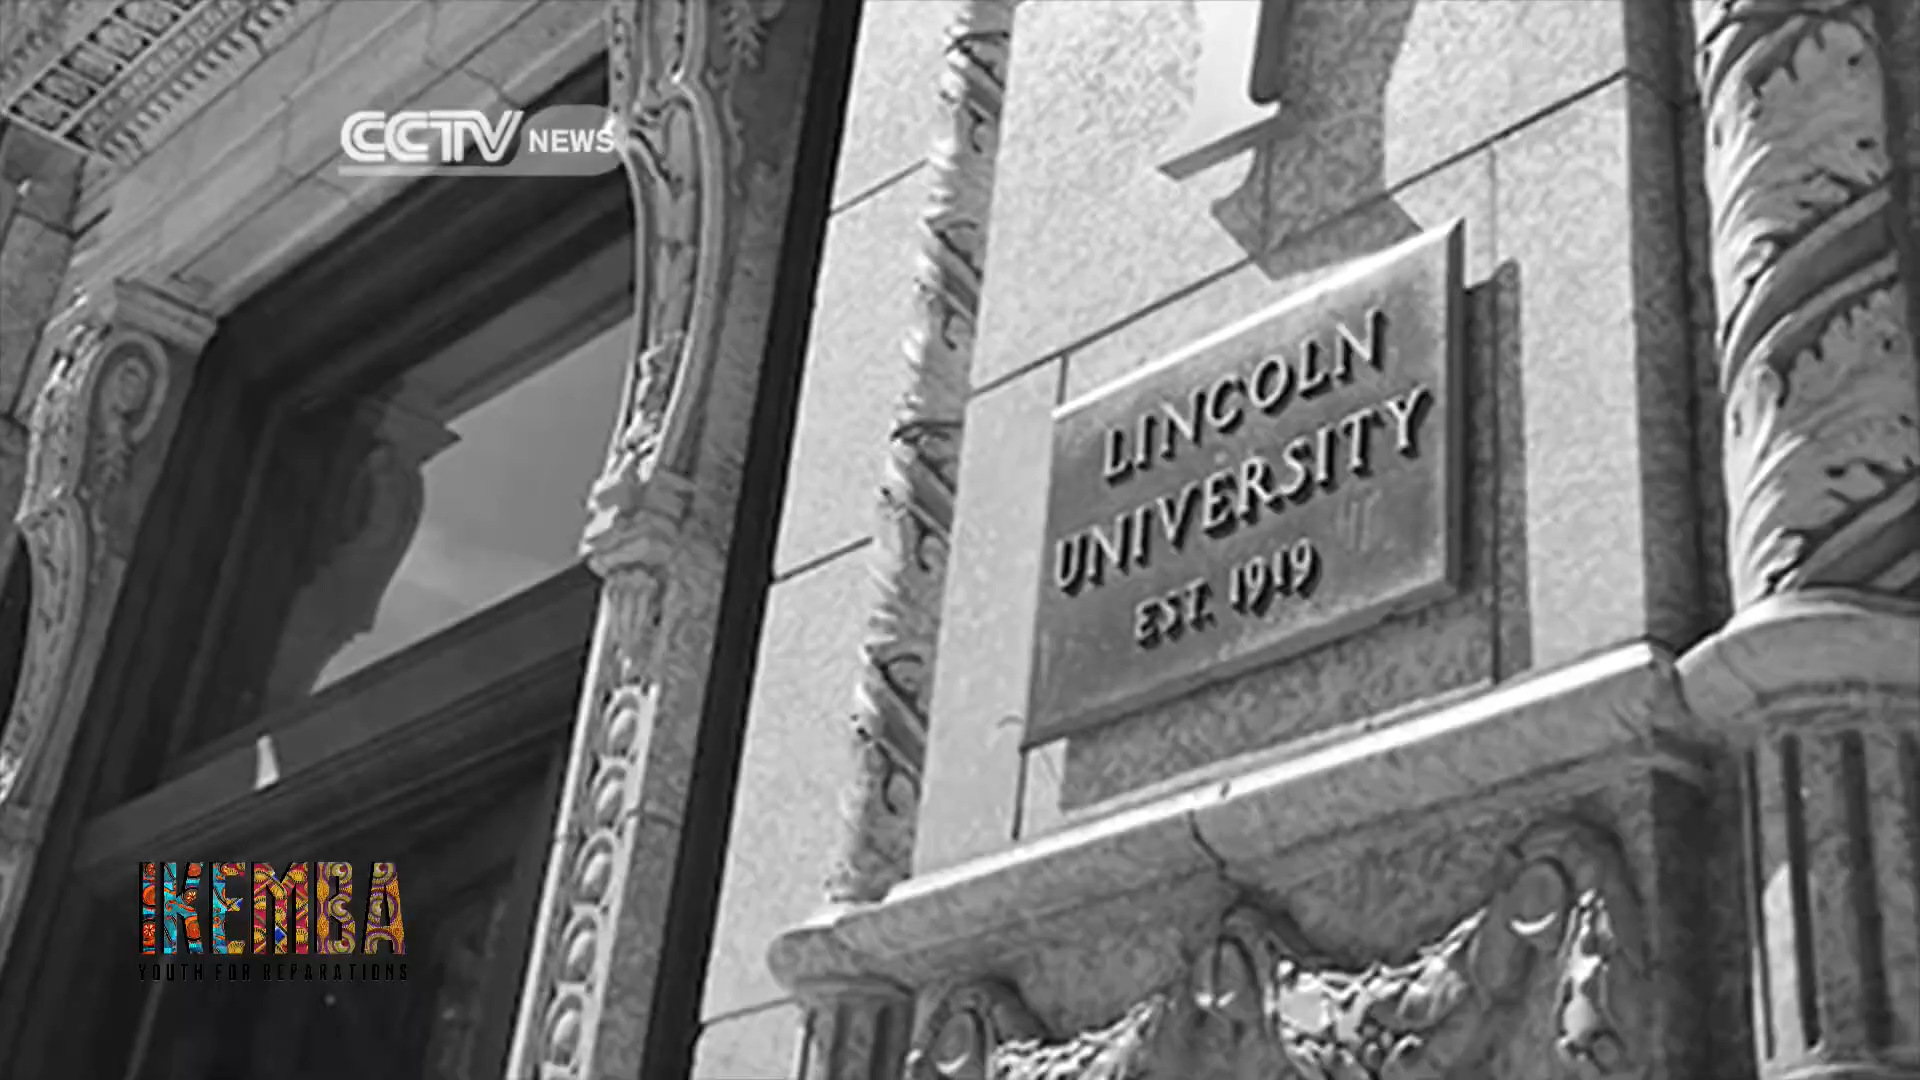 CCTV NEWS
LINCOLN
UNIVERSITY
EST. 1919
IKEMBA
YOUTH FOR REPARATIONS